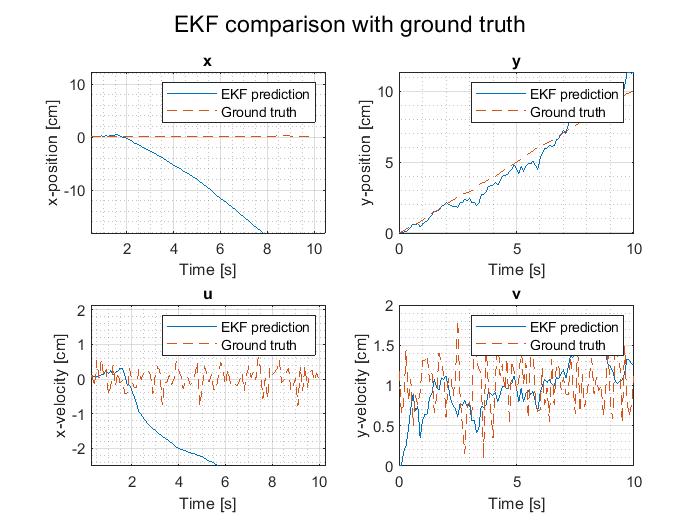 EKF comparison with ground truth
x
10
0
-10
x-position [cm]
EKF prediction
Ground truth
2 4 6 8 10
Time [s]
y
10
5
0
y-position [cm]
EKF prediction
Ground truth
0 5 10
Time [s]
u
2
1
0
-1
-2
x-velocity [cm]
EKF prediction
Ground truth
2 4 6 8 10
Time [s]
v
2
1.5
1
0.5
0
y-velocity [cm]
EKF prediction
Ground truth
0 5 10
Time [s]